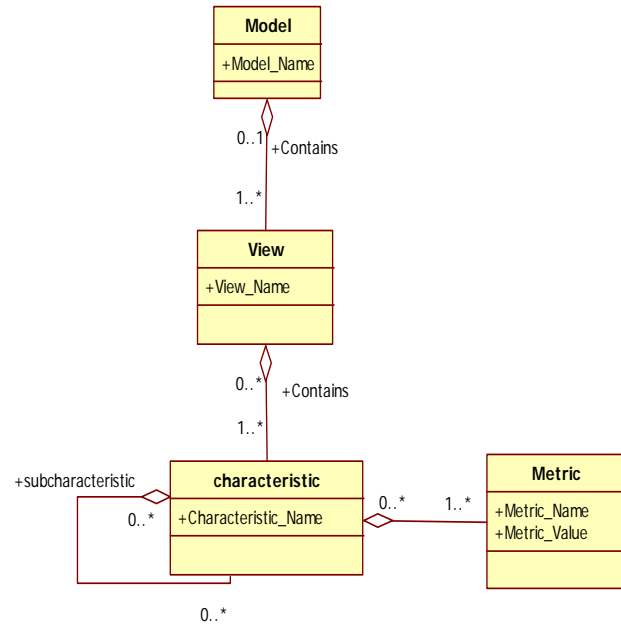 Model
+Model_Name
0..1
+Contains
1..*
View
+View_Name
0..*
+Contains
1..*
characteristic
+Characteristic_Name
+subcharacteristic
0..*
0..*
0..*
1..*
Metric
+Metric_Name
+Metric_Value